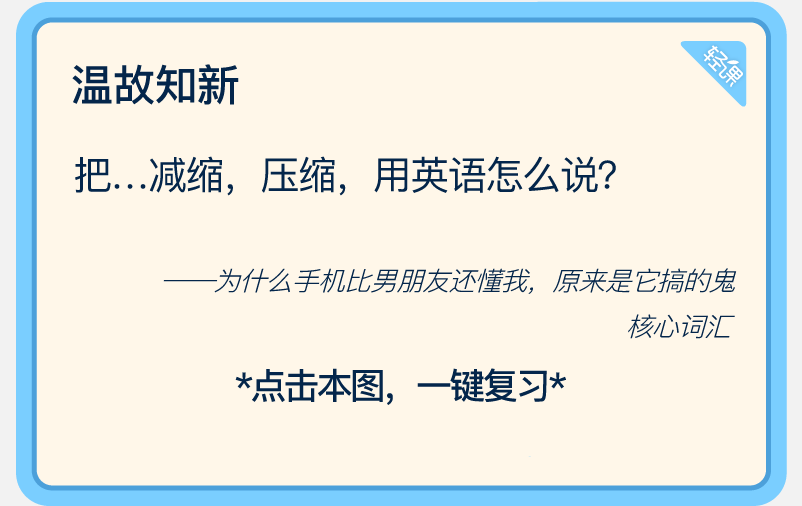 温故知新
轻课
把…减缩，压缩，用英语怎么说？
——为什么手机比男朋友还懂我，原来是它搞的鬼
核心词汇
*点击本图，一键复习*